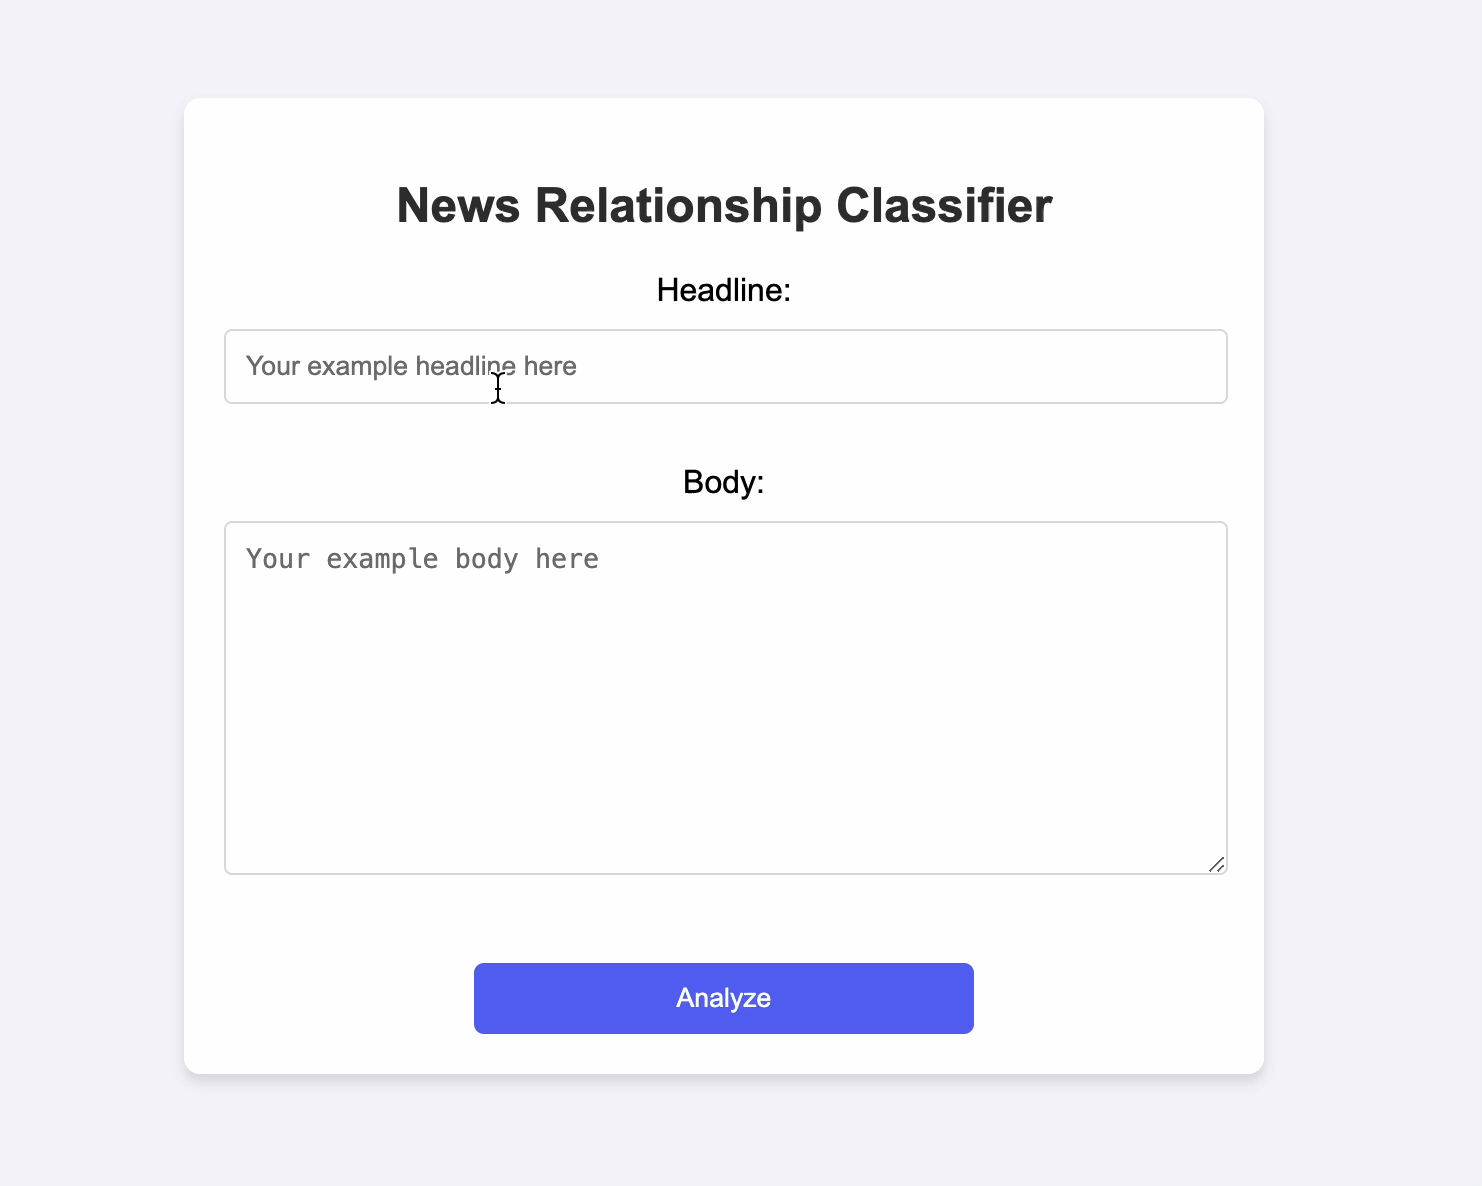 News Relationship Classifier
Headline:
Your example headline here
Body:
Your example body here
Analyze